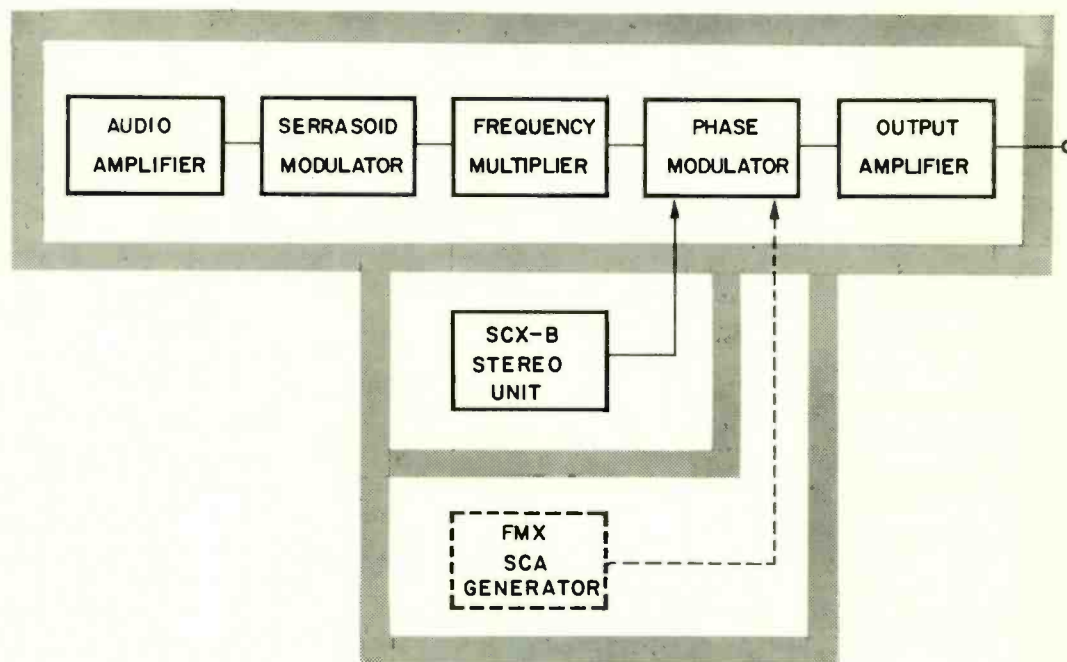 AUDIO
AMPLIFIER
SERRASOID
MODULATOR
FREQUENCY
MULTIPLIER
PHASE
MODULATOR
OUTPUT
AMPLIFIER
SCX-B
STEREO
UNIT
FMX
SCA
GENERATOR